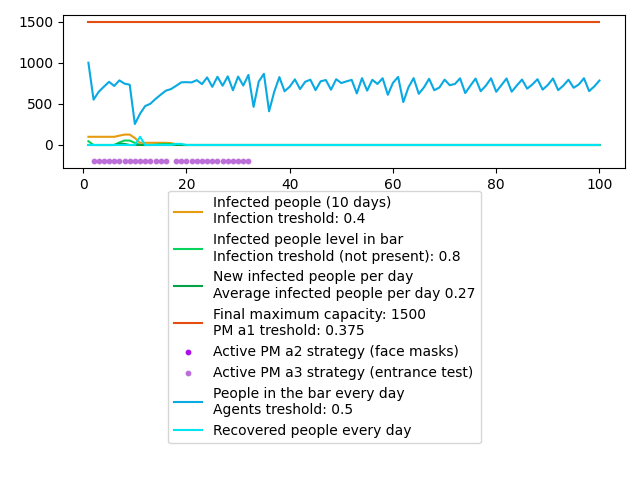 1500
1000
500
0
0 20 40 60 80 100
Infected people (10 days)
Infection treshold: 0.4
Infected people level in bar
Infection treshold (not present): 0.8
New infected people per day
Average infected people per day 0.27
Final maximum capacity: 1500
PM a1 treshold: 0.375
Active PM a2 strategy (face masks)
Active PM a3 strategy (entrance test)
People in the bar every day
Agents treshold: 0.5
Recovered people every day